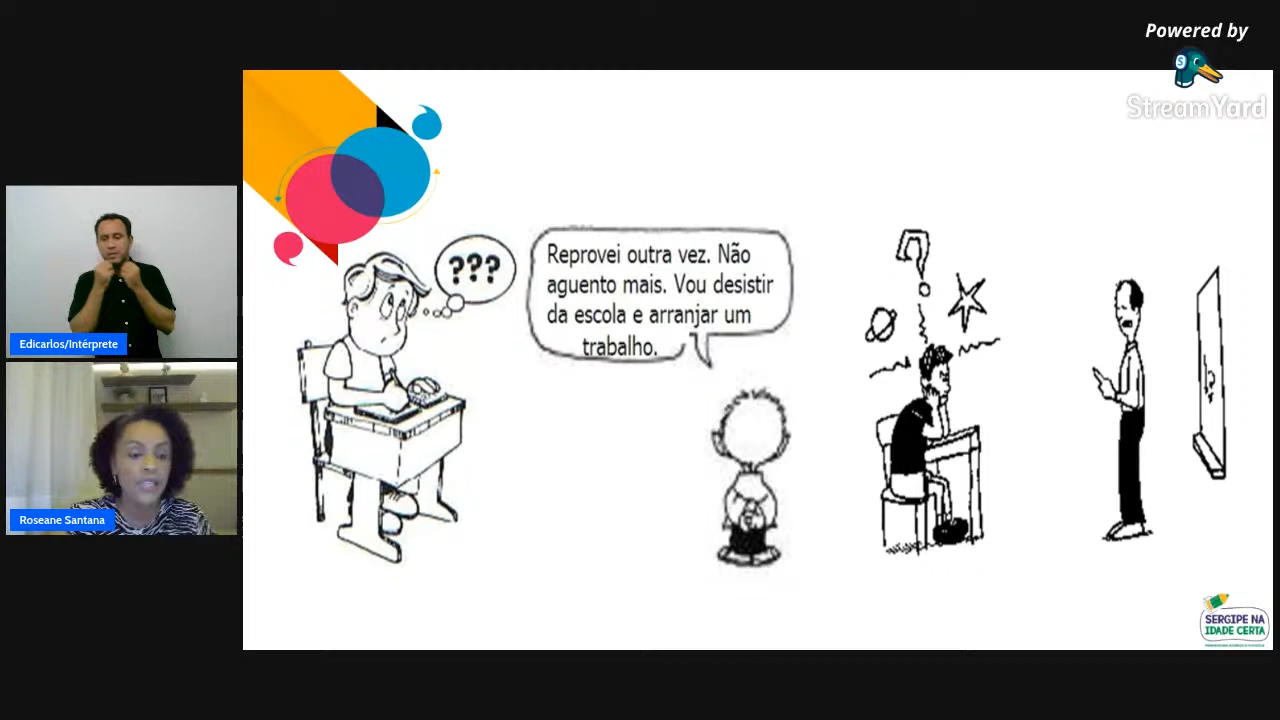 Powered by
StreamYard
???
Reprovei outra vez. Não
aguento mais. Vou desistir
da escola e arranjar um
trabalho.
?
Edicarlos/Intérprete
Roseane Santana
SERGIPE NA
IDADE CERTA